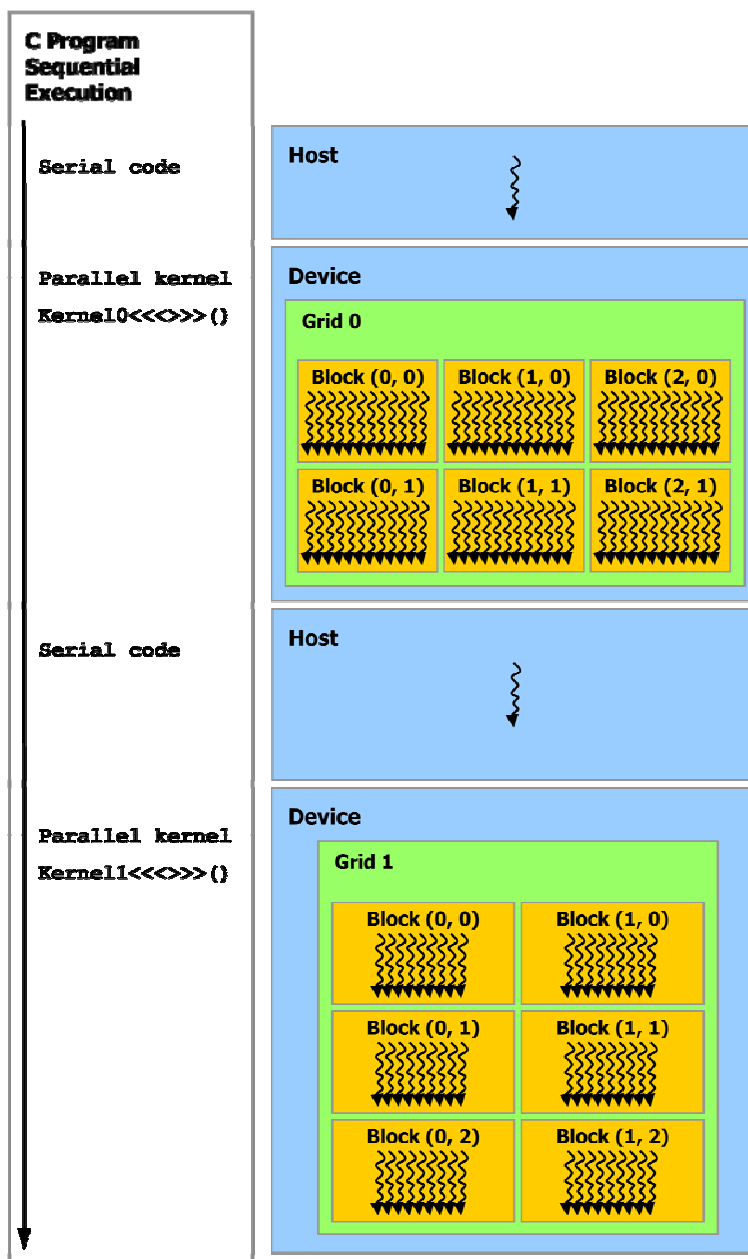 C Program
Sequential
Execution
Serial code
Host
Parallel kernel
Kernel0<<<>>>()
Device
Grid 0
Block (0, 0)
Block (1, 0)
Block (2, 0)
Block (0, 1)
Block (1, 1)
Block (2, 1)
Serial code
Host
Parallel kernel
Kernel1<<<>>>()
Device
Grid 1
Block (0, 0)
Block (1, 0)
Block (0, 1)
Block (1, 1)
Block (0, 2)
Block (1, 2)